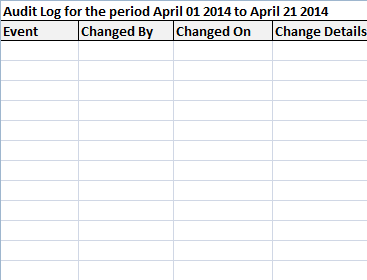 Audit Log for the period April 01 2014 to April 21 2014
Event Changed By Changed On Change Details